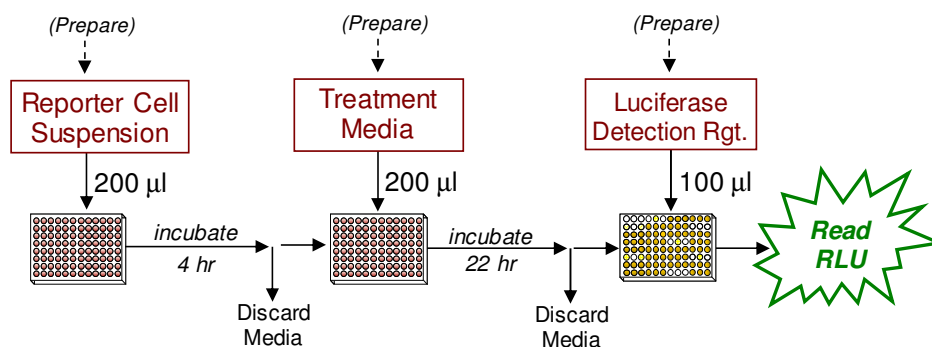 (Prepare)
(Prepare)
(Prepare)
Reporter Cell
Suspension
Treatment
Media
Luciferase
Detection Rgt.
200 µl
200 µl
100 µl
incubate
4 hr
incubate
22 hr
Read
RLU
Discard
Media
Discard
Media